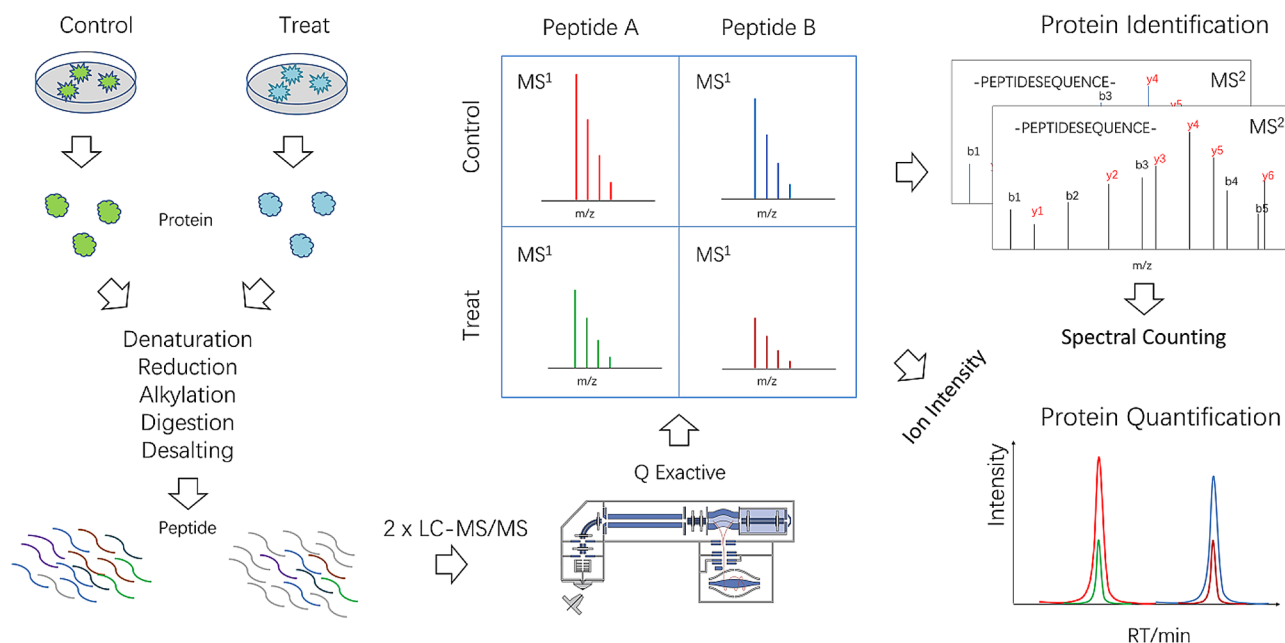 Control
Treat
Protein
Denaturation
Reduction
Alkylation
Digestion
Desalting
Peptide
2 x LC-MS/MS
Q Exactive
Peptide A
Peptide B
Control
MS¹
m/z
MS¹
m/z
Treat
MS¹
m/z
MS¹
m/z
Protein Identification
-PEPTIDESEQUENCE-
MS²
b1
b3
y4
y5
-PEPTIDESEQUENCE-
MS²
b1
y1
b2
y2
b3
y3
y4
y5
b4
b5
y6
m/z
Spectral Counting
Ion Intensity
Protein Quantification
Intensity
RT/min